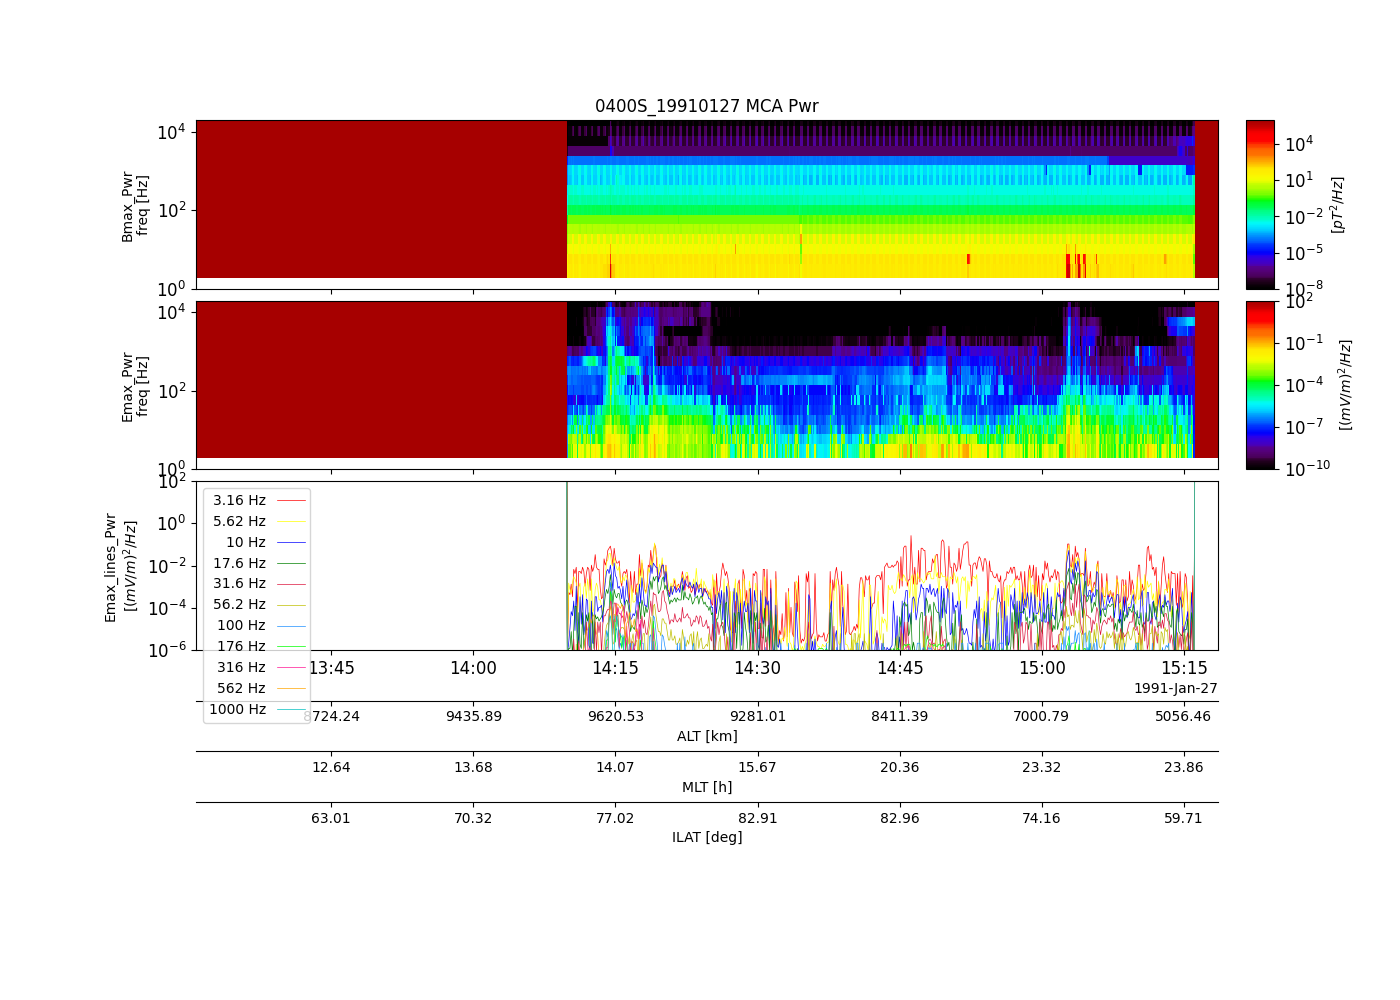 0400S_19910127 MCA Pwr
10^4
10^2
10^0
Bmax_Pwr
freq [Hz]
10^4
10^1
10^−2
10^−5
10^−8
[pT^2/Hz]
10^4
10^2
10^0
Emax_Pwr
freq [Hz]
10^2
10^−1
10^−4
10^−7
10^−10
[(mV/m)^2/Hz]
10^2
10^0
10^−2
10^−4
10^−6
Emax_lines_Pwr
[(mV/m)^2/Hz]
3.16 Hz
5.62 Hz
10 Hz
17.6 Hz
31.6 Hz
56.2 Hz
100 Hz
176 Hz
316 Hz
562 Hz
1000 Hz
13:45 14:00 14:15 14:30 14:45 15:00 15:15
1991-Jan-27
8724.24 9435.89 9620.53 9281.01 8411.39 7000.79 5056.46
ALT [km]
12.64 13.68 14.07 15.67 20.36 23.32 23.86
MLT [h]
63.01 70.32 77.02 82.91 82.96 74.16 59.71
ILAT [deg]